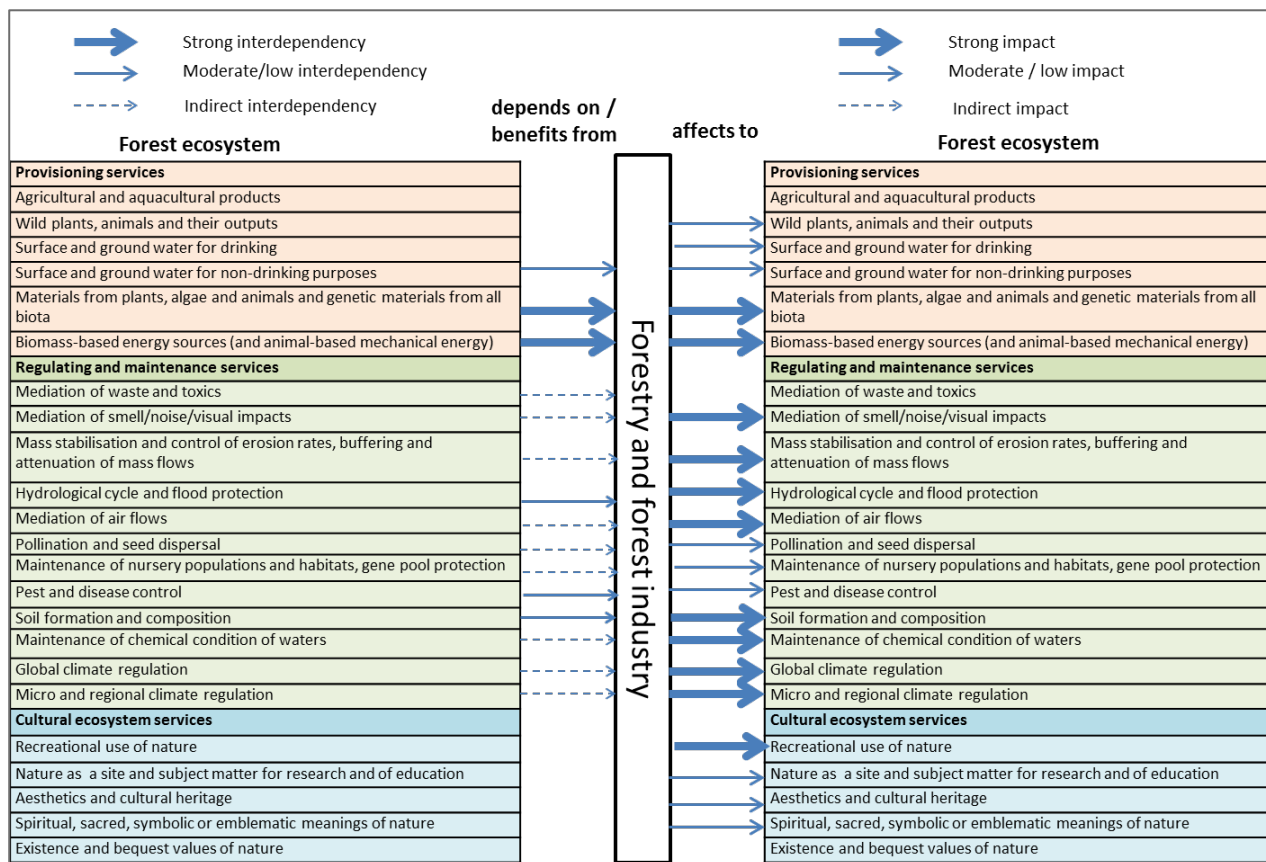 Strong interdependency
Moderate/low interdependency
Indirect interdependency
Strong impact
Moderate / low impact
Indirect impact
depends on /
benefits from
affects to
Forest ecosystem
Provisioning services
Agricultural and aquacultural products
Wild plants, animals and their outputs
Surface and ground water for drinking
Surface and ground water for non-drinking purposes
Materials from plants, algae and animals and genetic materials from all
biota
Biomass-based energy sources (and animal-based mechanical energy)
Regulating and maintenance services
Mediation of waste and toxics
Mediation of smell/noise/visual impacts
Mass stabilisation and control of erosion rates, buffering and
attenuation of mass flows
Hydrological cycle and flood protection
Mediation of air flows
Pollination and seed dispersal
Maintenance of nursery populations and habitats, gene pool protection
Pest and disease control
Soil formation and composition
Maintenance of chemical condition of waters
Global climate regulation
Micro and regional climate regulation
Cultural ecosystem services
Recreational use of nature
Nature as a site and subject matter for research and of education
Aesthetics and cultural heritage
Spiritual, sacred, symbolic or emblematic meanings of nature
Existence and bequest values of nature
Forestry and forest industry
Forest ecosystem
Provisioning services
Agricultural and aquacultural products
Wild plants, animals and their outputs
Surface and ground water for drinking
Surface and ground water for non-drinking purposes
Materials from plants, algae and animals and genetic materials from all
biota
Biomass-based energy sources (and animal-based mechanical energy)
Regulating and maintenance services
Mediation of waste and toxics
Mediation of smell/noise/visual impacts
Mass stabilisation and control of erosion rates, buffering and
attenuation of mass flows
Hydrological cycle and flood protection
Mediation of air flows
Pollination and seed dispersal
Maintenance of nursery populations and habitats, gene pool protection
Pest and disease control
Soil formation and composition
Maintenance of chemical condition of waters
Global climate regulation
Micro and regional climate regulation
Cultural ecosystem services
Recreational use of nature
Nature as a site and subject matter for research and of education
Aesthetics and cultural heritage
Spiritual, sacred, symbolic or emblematic meanings of nature
Existence and bequest values of nature